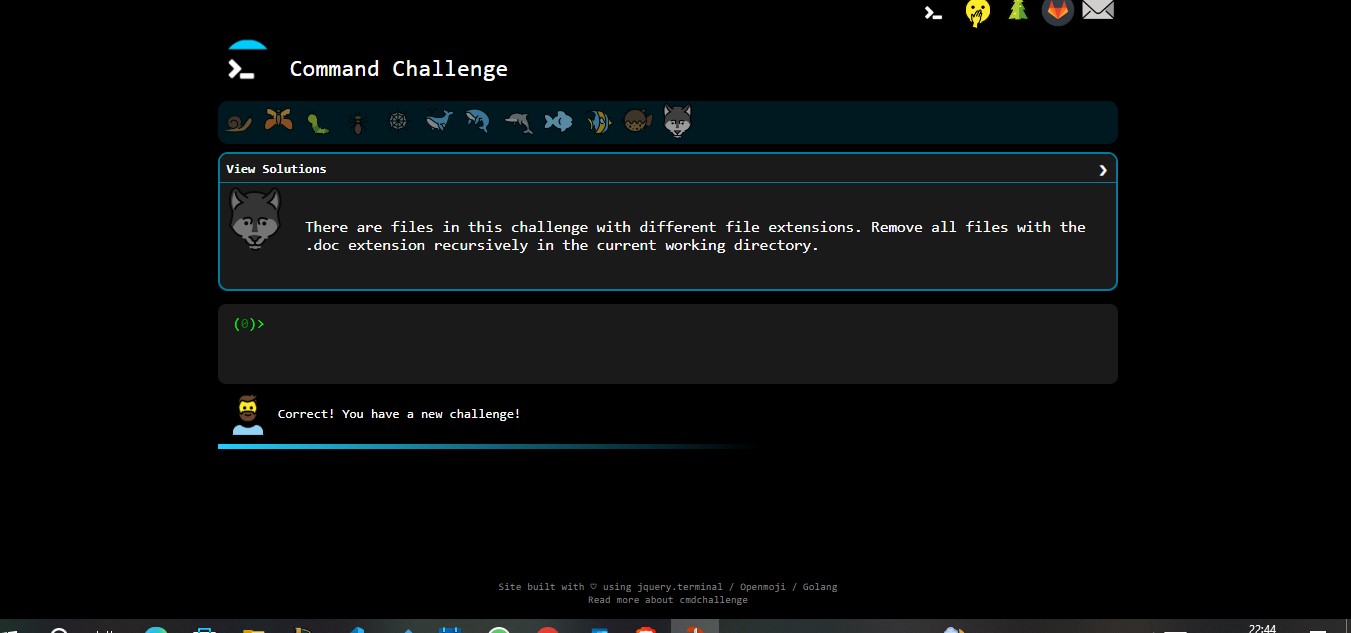 Command Challenge
View Solutions
There are files in this challenge with different file extensions. Remove all files with the
.doc extension recursively in the current working directory.
(0)>
Correct! You have a new challenge!
Site built with ♡ using jquery.terminal / Openmoji / Golang
Read more about cmdchallenge
22:44